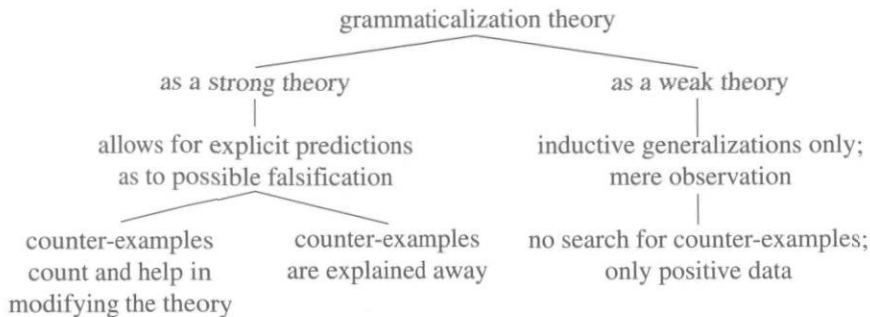 grammaticalization theory
as a strong theory
as a weak theory
allows for explicit predictions
as to possible falsification
inductive generalizations only;
mere observation
counter-examples
count and help in
modifying the theory
counter-examples
are explained away
no search for counter-examples;
only positive data